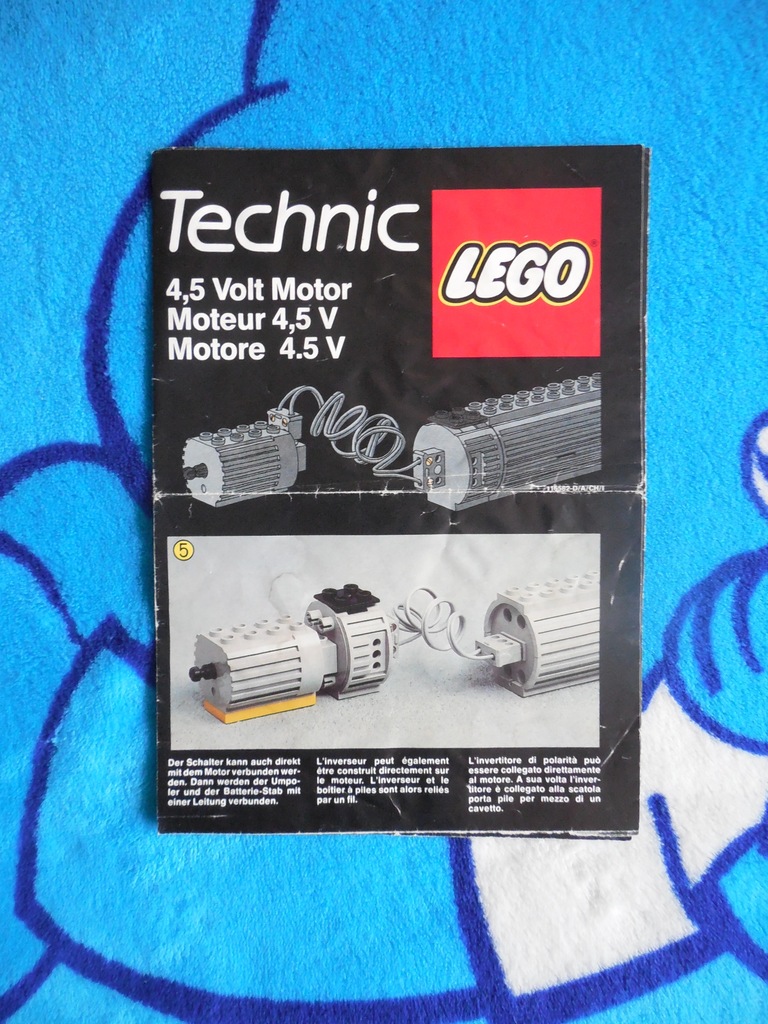 Technic
LEGO®
4,5 Volt Motor
Moteur 4,5 V
Motore 4.5 V
5
Der Schalter kann auch direkt
mit dem Motor verbunden wer-
den. Dann werden der Umpo-
ler und der Batterie-Stab mit
einer Leitung verbunden.
L'inverseur peut également
être construit directement sur
le moteur. L'inverseur et le
boîtier à piles sont alors reliés
par un fil.
L'invertitore di polarità può
essere collegato direttamente
al motore. A sua volta l'inver-
titore è collegato alla scatola
porta pile per mezzo di un
cavetto.